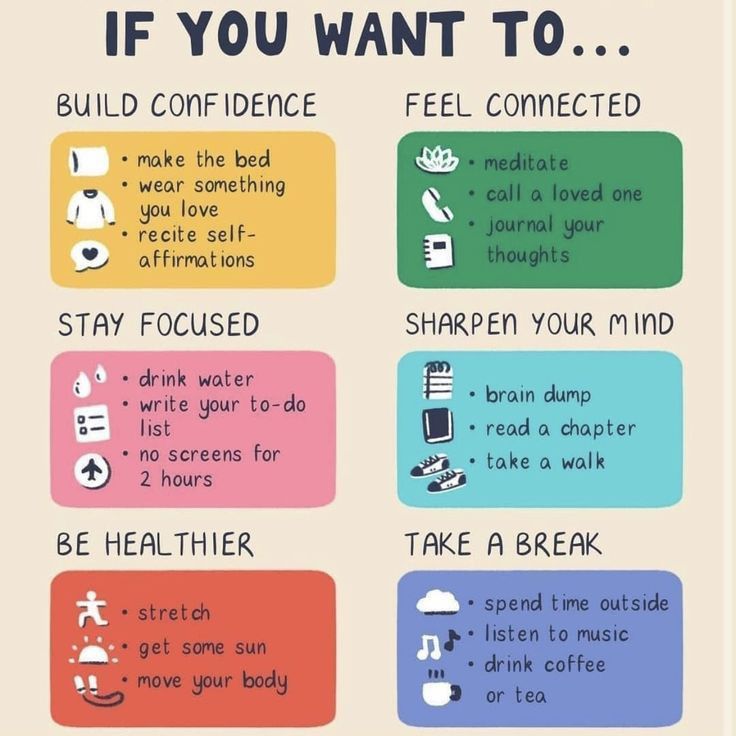 IF YOU WANT TO...
BUILD CONFIDENCE
• make the bed
• wear something
you love
• recite self-
affirmations
FEEL CONNECTED
• meditate
• call a loved one
• journal your
thoughts
STAY FOCUSED
• drink water
• write your to-do
list
• no screens for
2 hours
SHARPEN YOUR MIND
• brain dump
• read a chapter
• take a walk
BE HEALTHIER
• stretch
• get some sun
• move your body
TAKE A BREAK
• spend time outside
• listen to music
• drink coffee
or tea